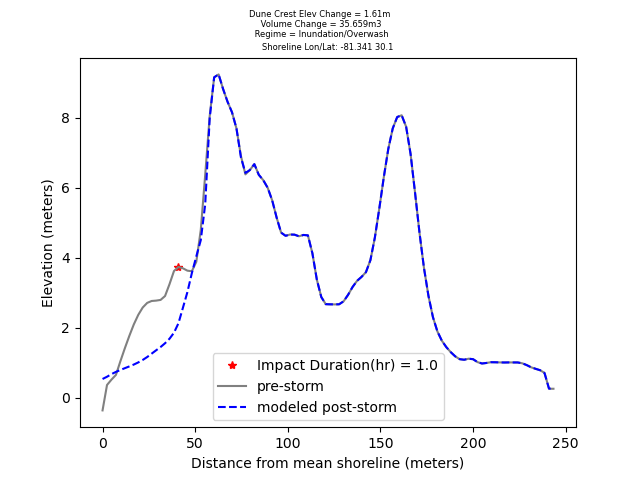 Dune Crest Elev Change = 1.61m
Volume Change = 35.659m3
Regime = Inundation/Overwash
Shoreline Lon/Lat: -81.341 30.1
Elevation (meters)
8
6
4
2
0
Impact Duration(hr) = 1.0
pre-storm
modeled post-storm
0 50 100 150 200 250
Distance from mean shoreline (meters)